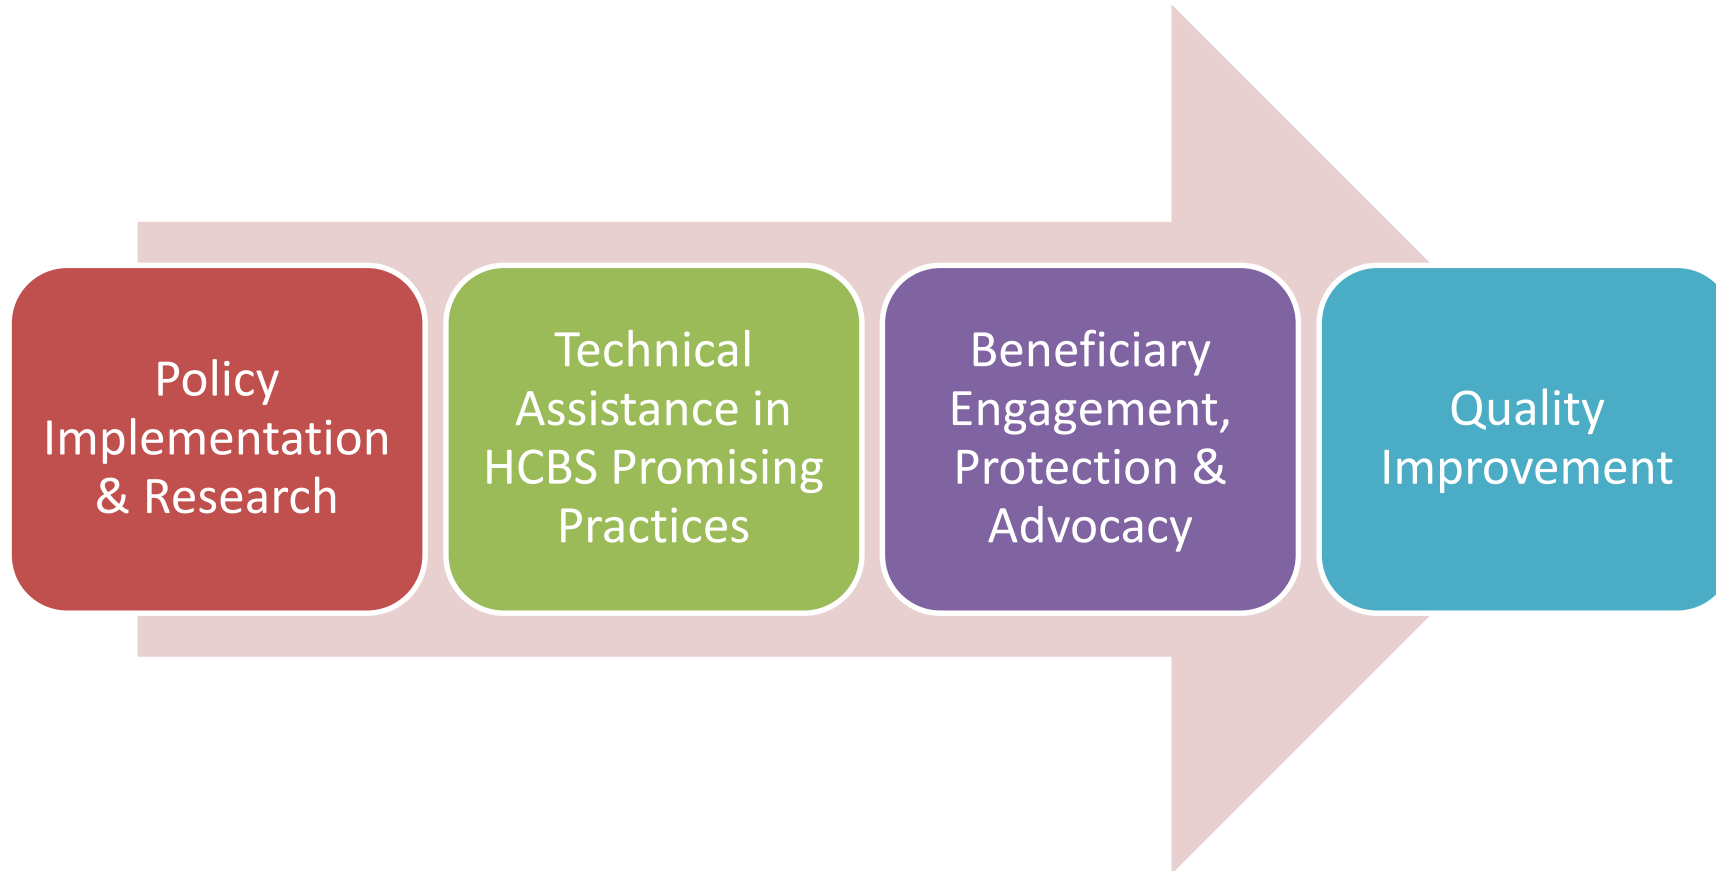 Policy
Implementation
& Research
Technical
Assistance in
HCBS Promising
Practices
Beneficiary
Engagement,
Protection &
Advocacy
Quality
Improvement